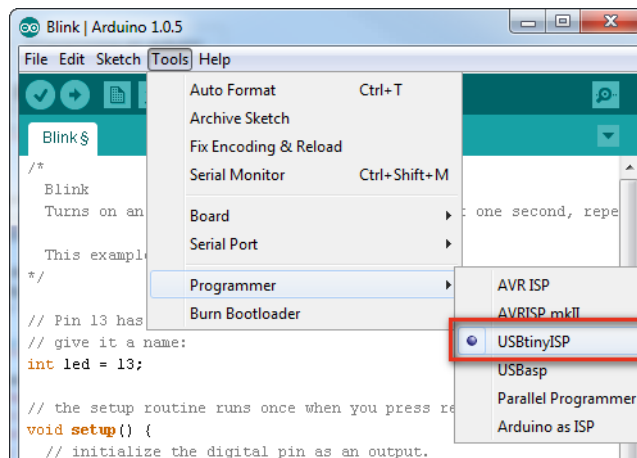 Blink | Arduino 1.0.5
File Edit Sketch Tools Help
Auto Format Ctrl+T
Archive Sketch
Fix Encoding & Reload
Serial Monitor Ctrl+Shift+M
Board
Serial Port
Programmer
Burn Bootloader
AVR ISP
AVRISP mkII
USBtinyISP
USBasp
Parallel Programmer
Arduino as ISP
Blink §
/*
Blink
Turns on an one second, repe
This exampl
*/
// Pin 13 has
// give it a name:
int led = 13;
// the setup routine runs once when you press re
void setup() {
// initialize the digital pin as an output.